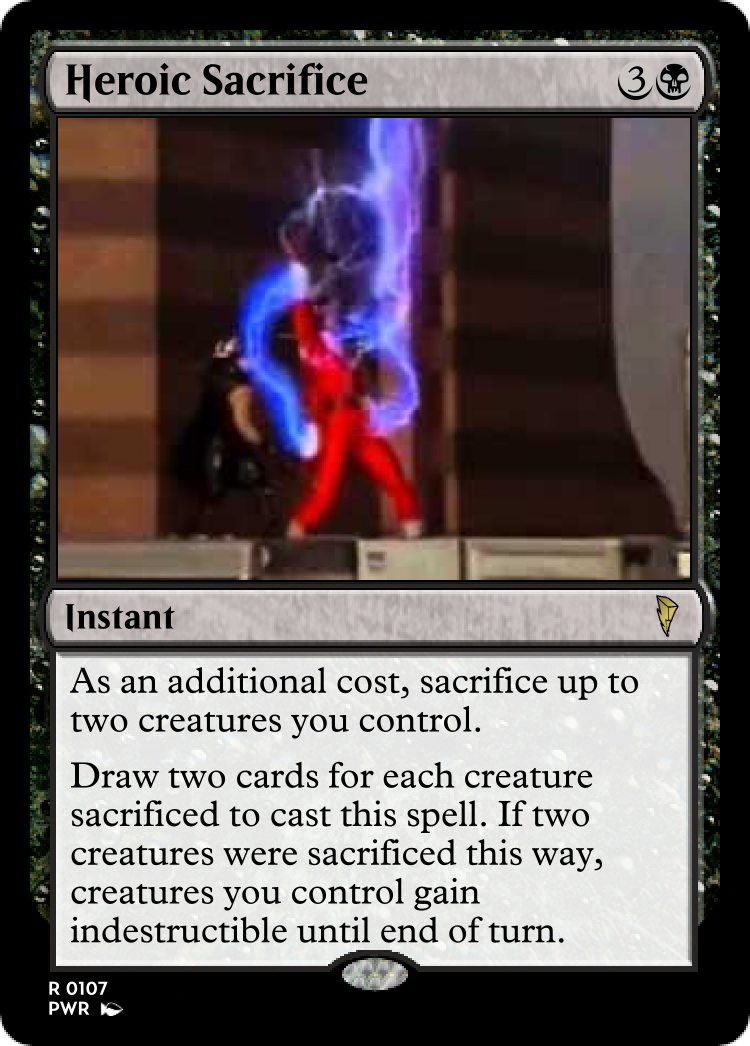 Heroic Sacrifice 3
Instant
As an additional cost, sacrifice up to
two creatures you control.
Draw two cards for each creature
sacrificed to cast this spell. If two
creatures were sacrificed this way,
creatures you control gain
indestructible until end of turn.
R 0107
PWR